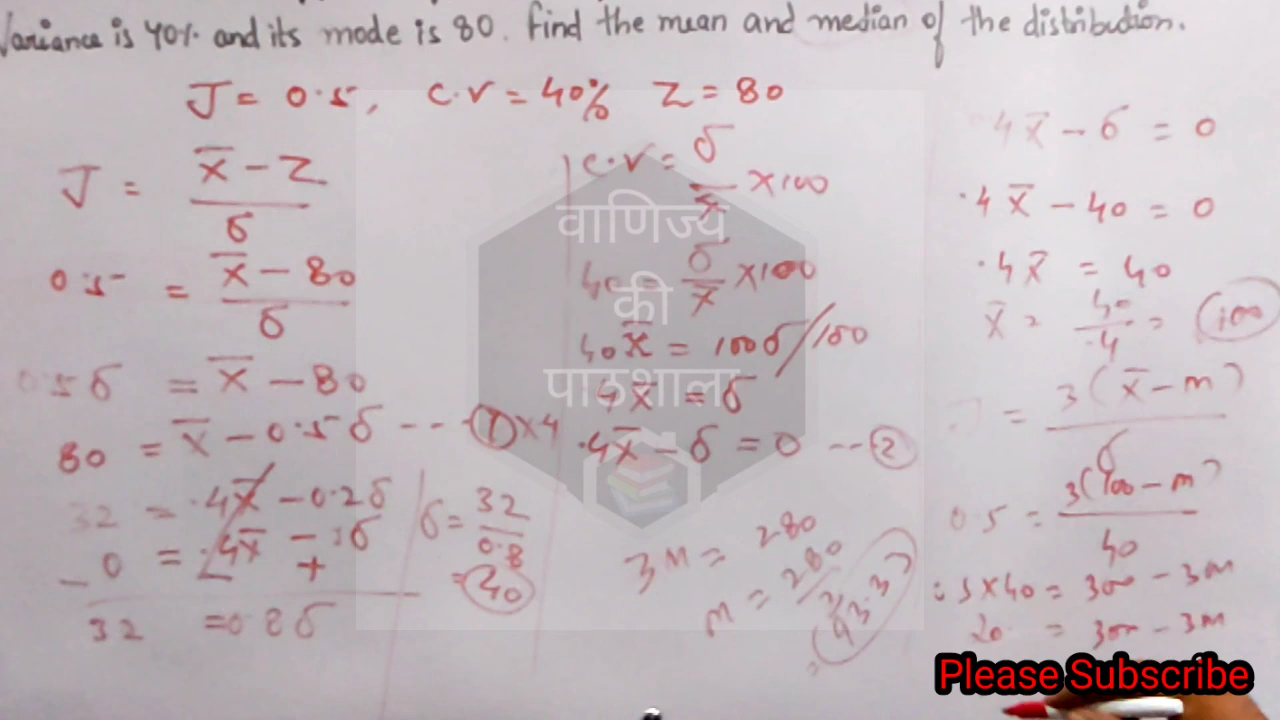 Variance is 40% and its mode is 80. Find the mean and median of the distribution.
J = 0.5, C.V = 40% Z = 80
J = x̄ - Z / σ
0.5 = x̄ - 80 / σ
0.5σ = x̄ - 80
80 = x̄ - 0.5σ --- ① ×4
32 = .4x̄ - 0.2σ
- 0 = .4x̄ - 1σ
- +
32 = 0.8σ
σ = 32 / 0.8
= 40
C.V = σ / x̄ ×100
40 = σ / x̄ ×100
40x̄ = 100σ/100
.4x̄ = σ
.4x̄ - σ = 0 --- ②
.4x̄ - σ = 0
.4x̄ - 40 = 0
.4x̄ = 40
x̄ = 40 / .4 = 100
J = 3(x̄ - m) / σ
0.5 = 3(100 - m) / 40
.5×40 = 300 - 3m
20 = 300 - 3m
3m = 280
m = 280 / 3
= 93.3
वाणिज्य
की
पाठशाला
Please Subscribe